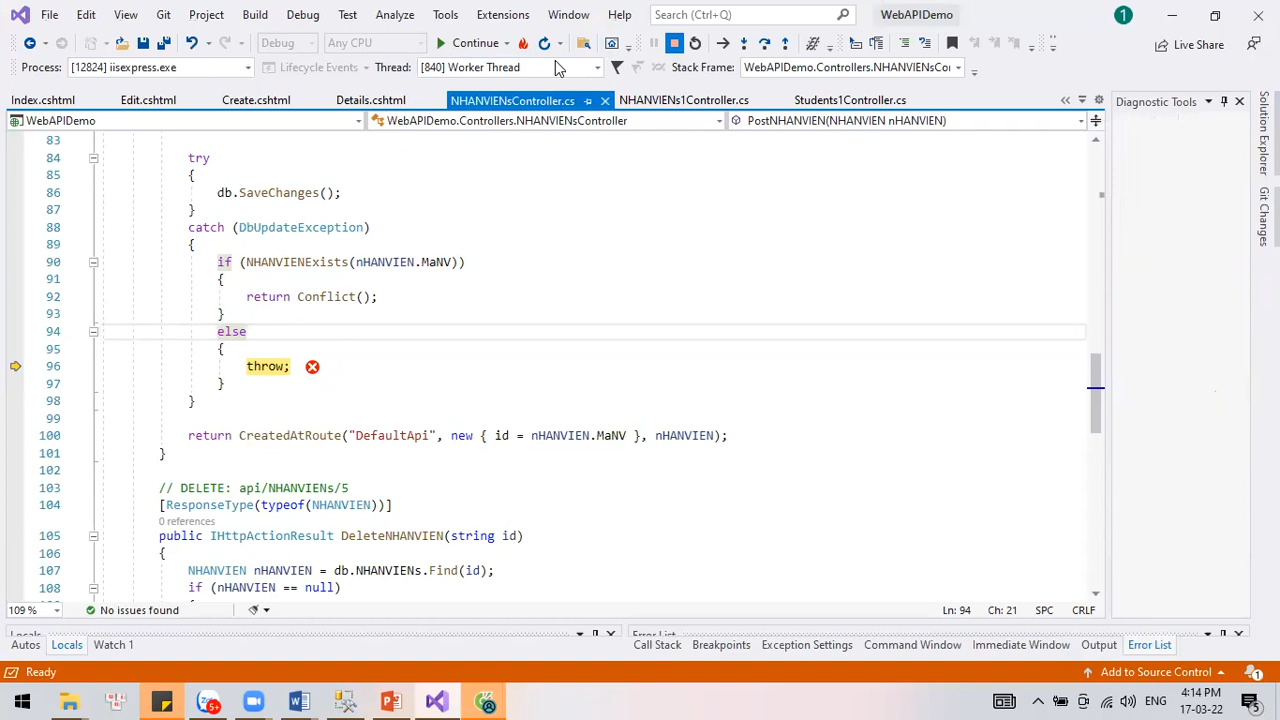 File Edit View Git Project Build Debug Test Analyze Tools Extensions Window Help Search (Ctrl+Q) WebAPIDemo 1
Debug Any CPU Continue Live Share
Process: [12824] iisexpress.exe Lifecycle Events Thread: [840] Worker Thread Stack Frame: WebAPIDemo.Controllers.NHANVIENsCor
Index.cshtml Edit.cshtml Create.cshtml Details.cshtml NHANVIENsController.cs NHANVIENs1Controller.cs Students1Controller.cs Diagnostic Tools
WebAPIDemo WebAPIDemo.Controllers.NHANVIENsController PostNHANVIEN(NHANVIEN nHANVIEN)
Solution Explorer
Git Changes
83
84 try
85 {
86 db.SaveChanges();
87 }
88 catch (DbUpdateException)
89 {
90 if (NHANVIENExists(nHANVIEN.MaNV))
91 {
92 return Conflict();
93 }
94 else
95 {
96 throw;
97 }
98 }
99
100 return CreatedAtRoute("DefaultApi", new { id = nHANVIEN.MaNV }, nHANVIEN);
101 }
102
103 // DELETE: api/NHANVIENs/5
104 [ResponseType(typeof(NHANVIEN))]
0 references
105 public IHttpActionResult DeleteNHANVIEN(string id)
106 {
107 NHANVIEN nHANVIEN = db.NHANVIENs.Find(id);
108 if (nHANVIEN == null)
109 % No issues found Ln: 94 Ch: 21 SPC CRLF
Locals Error List
Autos Locals Watch 1 Call Stack Breakpoints Exception Settings Command Window Immediate Window Output Error List
Ready Add to Source Control 1
5+ ENG 4:14 PM
17-03-22 5